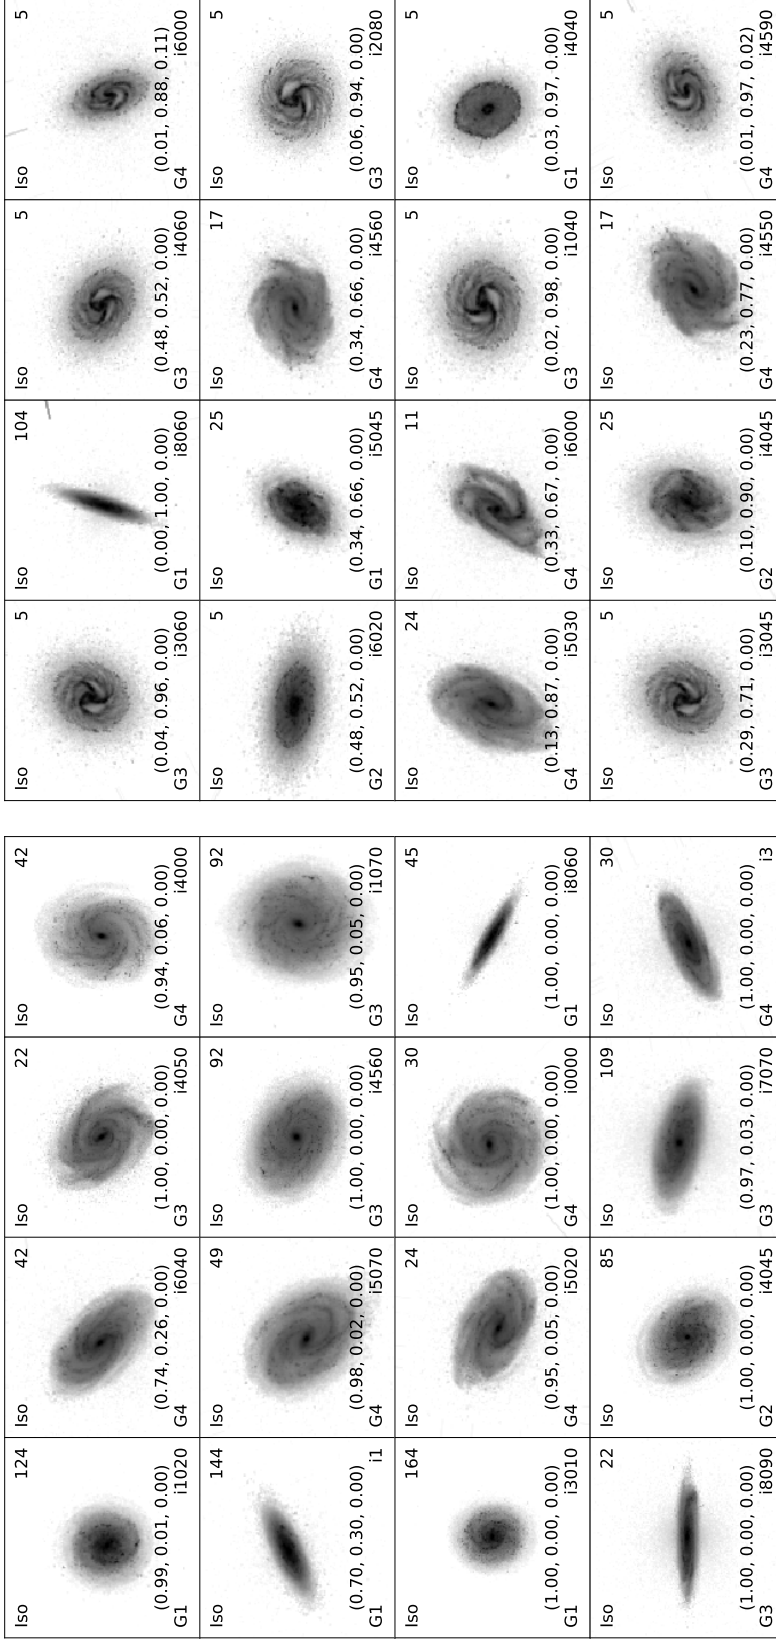 Iso 124
(0.99, 0.01, 0.00)
G1 i1020
Iso 42
(0.74, 0.26, 0.00)
G4 i6040
Iso 22
(1.00, 0.00, 0.00)
G3 i4050
Iso 42
(0.94, 0.06, 0.00)
G4 i4000
Iso 144
(0.70, 0.30, 0.00)
G1 i1
Iso 49
(0.98, 0.02, 0.00)
G4 i5070
Iso 92
(1.00, 0.00, 0.00)
G3 i4560
Iso 92
(0.95, 0.05, 0.00)
G3 i1070
Iso 164
(1.00, 0.00, 0.00)
G1 i3010
Iso 24
(0.95, 0.05, 0.00)
G4 i5020
Iso 30
(1.00, 0.00, 0.00)
G4 i0000
Iso 45
(1.00, 0.00, 0.00)
G1 i8060
Iso 22
(1.00, 0.00, 0.00)
G3 i8090
Iso 85
(1.00, 0.00, 0.00)
G2 i4045
Iso 109
(0.97, 0.03, 0.00)
G3 i7070
Iso 30
(1.00, 0.00, 0.00)
G4 i3
Iso 5
(0.04, 0.96, 0.00)
G3 i3060
Iso 104
(0.00, 1.00, 0.00)
G1 i8060
Iso 5
(0.48, 0.52, 0.00)
G3 i4060
Iso 5
(0.01, 0.88, 0.11)
G4 i6000
Iso 5
(0.48, 0.52, 0.00)
G2 i6020
Iso 25
(0.34, 0.66, 0.00)
G1 i5045
Iso 17
(0.34, 0.66, 0.00)
G4 i4560
Iso 5
(0.06, 0.94, 0.00)
G3 i2080
Iso 24
(0.13, 0.87, 0.00)
G4 i5030
Iso 11
(0.33, 0.67, 0.00)
G4 i6000
Iso 5
(0.02, 0.98, 0.00)
G3 i1040
Iso 5
(0.03, 0.97, 0.00)
G1 i4040
Iso 5
(0.29, 0.71, 0.00)
G3 i3045
Iso 25
(0.10, 0.90, 0.00)
G2 i4045
Iso 17
(0.23, 0.77, 0.00)
G4 i4550
Iso 5
(0.01, 0.97, 0.02)
G4 i4590